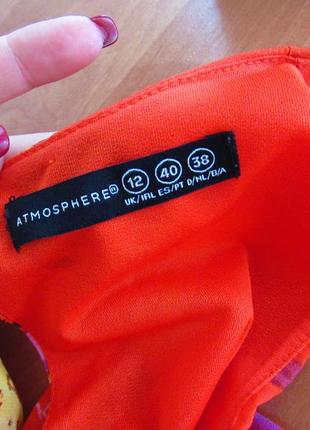 ATMOSPHERE® 12 40 38
UK/IRL ES/PT D/NL/B/A